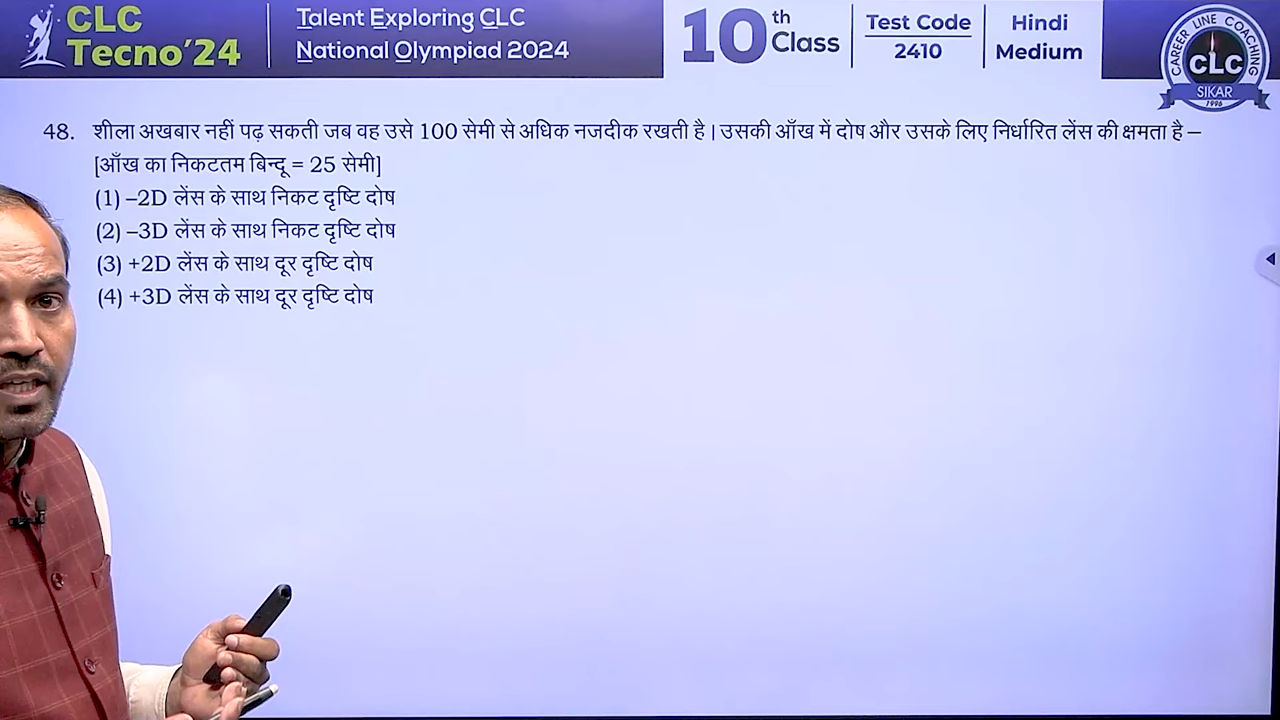 CLC
Tecno'24
Talent Exploring CLC
National Olympiad 2024
10th Class
Test Code
2410
Hindi
Medium
CAREER LINE COACHING
CLC
SIKAR
1996
48. शीला अखबार नहीं पढ़ सकती जब वह उसे 100 सेमी से अधिक नजदीक रखती है। उसकी आँख में दोष और उसके लिए निर्धारित लेंस की क्षमता है –
[आँख का निकटतम बिन्दू = 25 सेमी]
(1) –2D लेंस के साथ निकट दृष्टि दोष
(2) –3D लेंस के साथ निकट दृष्टि दोष
(3) +2D लेंस के साथ दूर दृष्टि दोष
(4) +3D लेंस के साथ दूर दृष्टि दोष